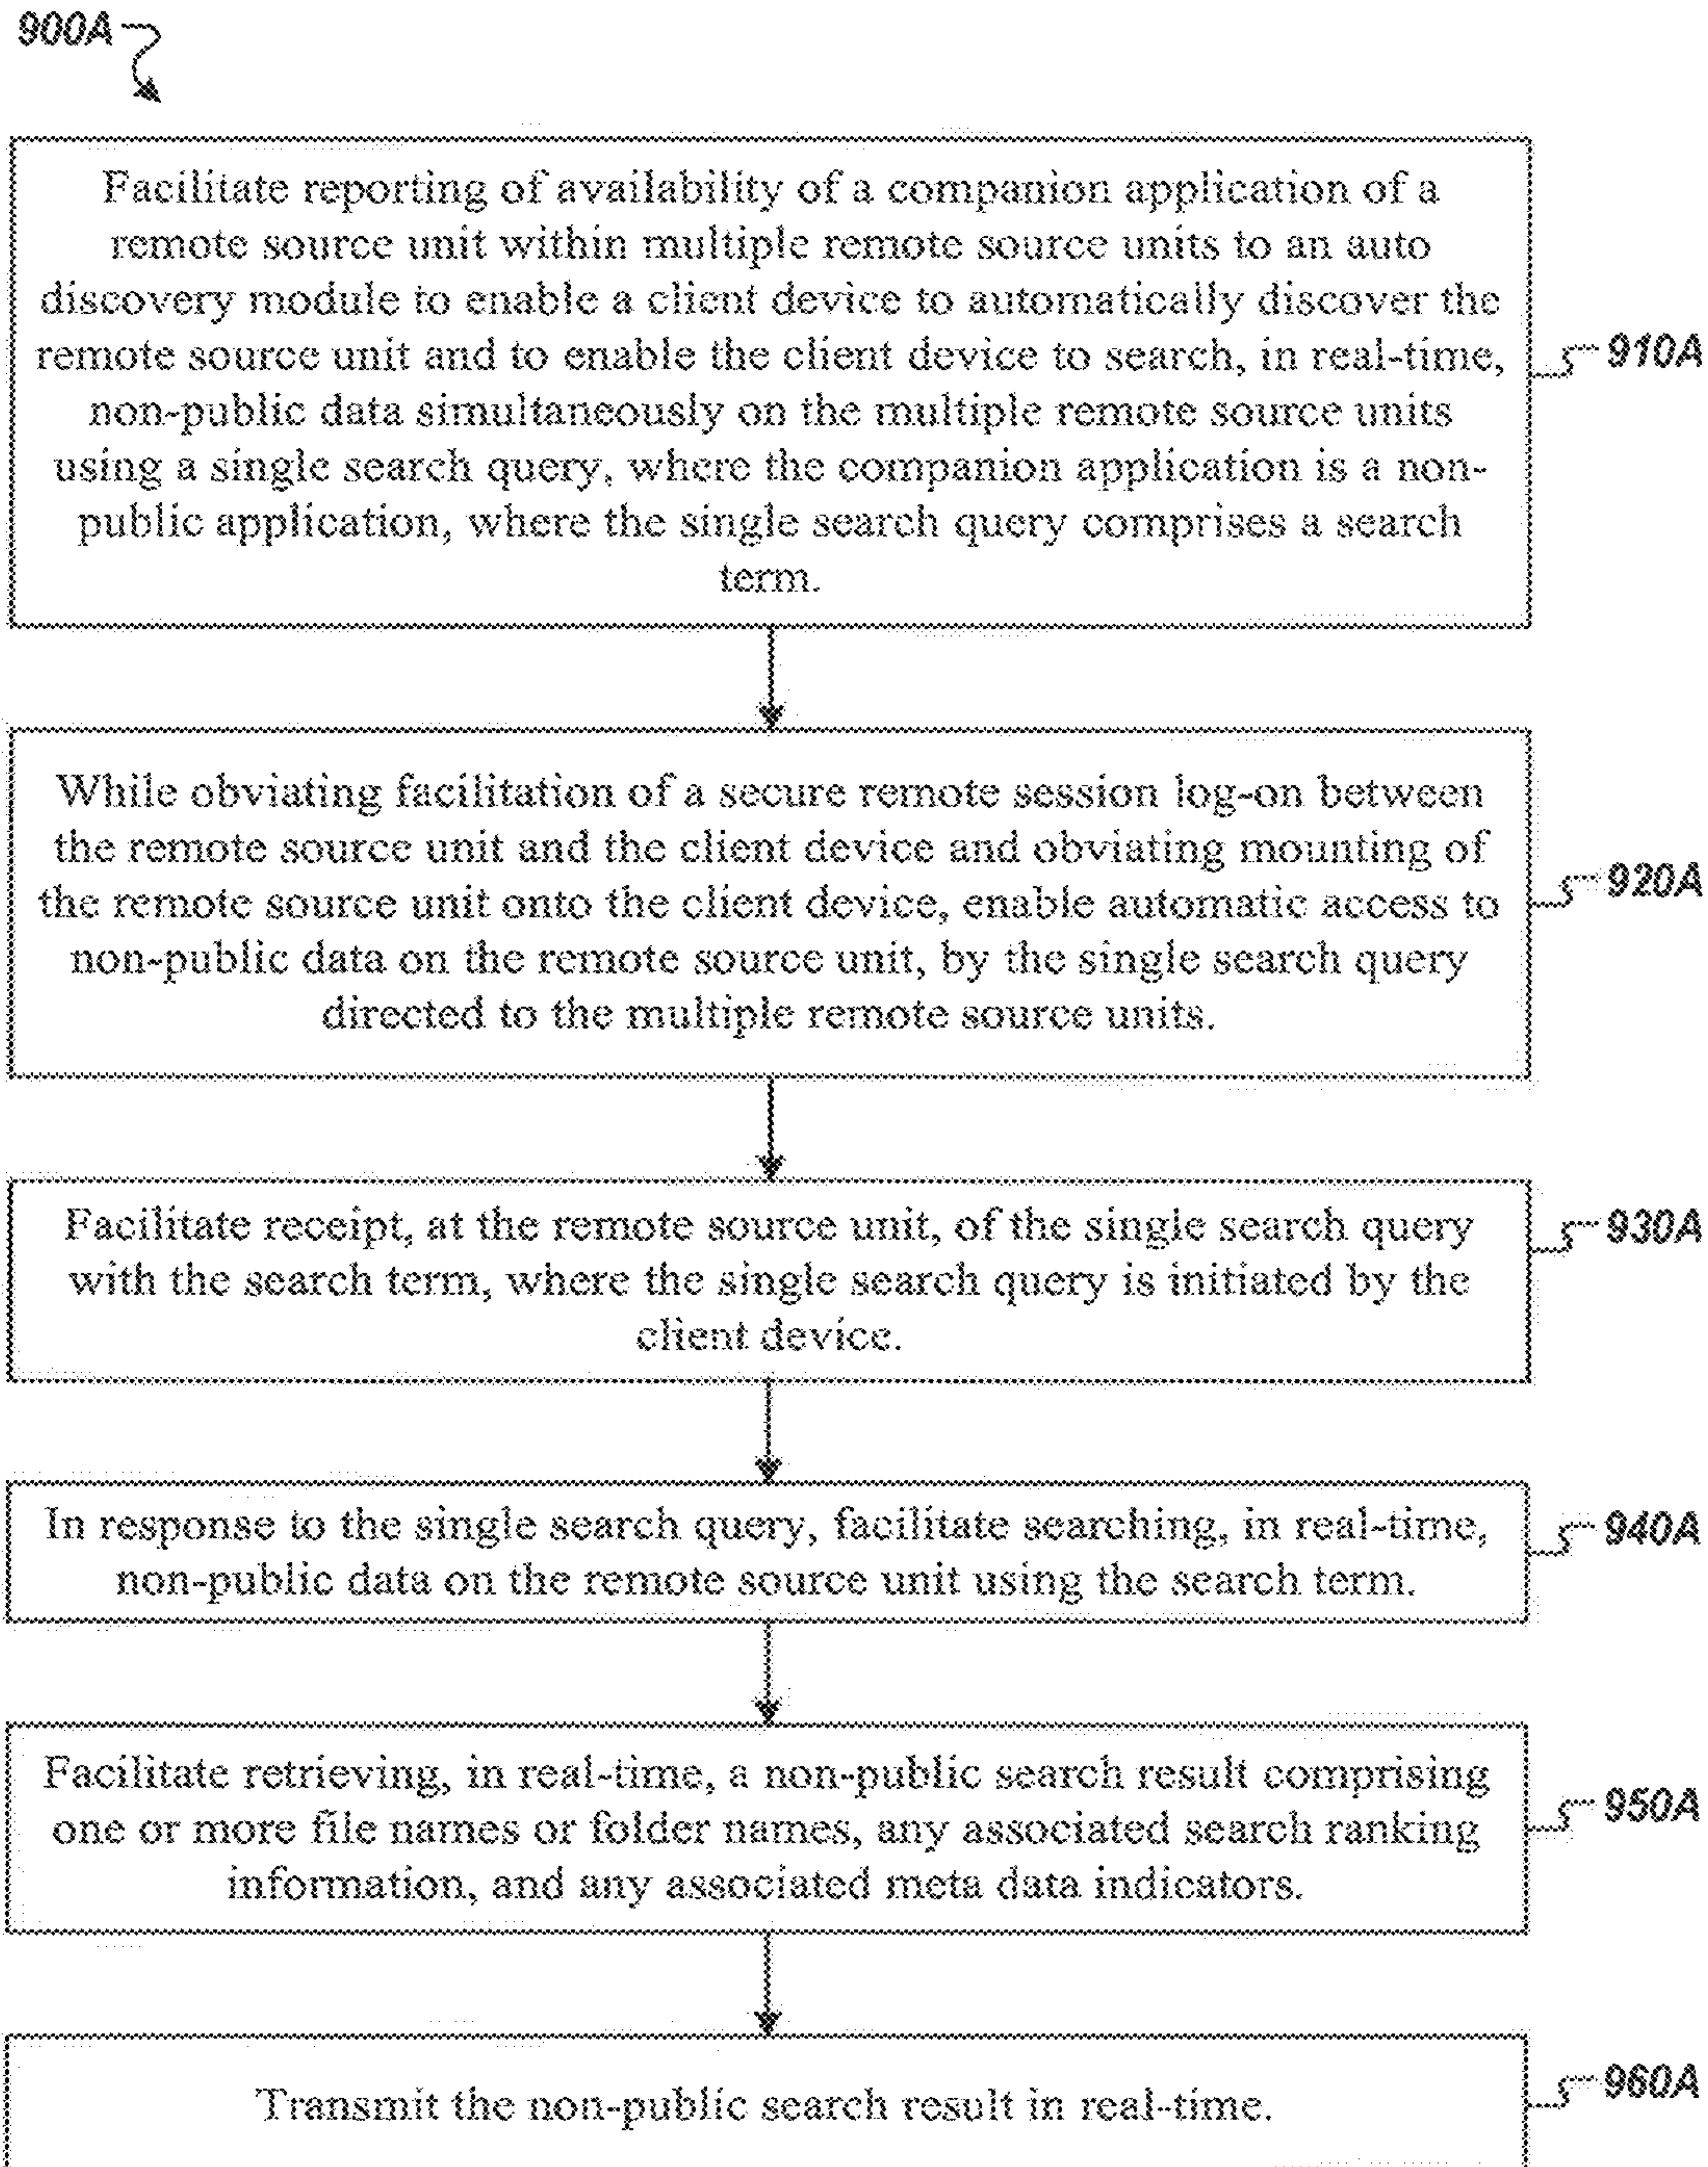 900A
Facilitate reporting of availability of a companion application of a
remote source unit within multiple remote source units to an auto
discovery module to enable a client device to automatically discover the
remote source unit and to enable the client device to search, in real-time,
non-public data simultaneously on the multiple remote source units
using a single search query, where the companion application is a non-
public application, where the single search query comprises a search
term.
910A
While obviating facilitation of a secure remote session log-on between
the remote source unit and the client device and obviating mounting of
the remote source unit onto the client device, enable automatic access to
non-public data on the remote source unit, by the single search query
directed to the multiple remote source units.
920A
Facilitate receipt, at the remote source unit, of the single search query
with the search term, where the single search query is initiated by the
client device.
930A
In response to the single search query, facilitate searching, in real-time,
non-public data on the remote source unit using the search term.
940A
Facilitate retrieving, in real-time, a non-public search result comprising
one or more file names or folder names, any associated search ranking
information, and any associated meta data indicators.
950A
Transmit the non-public search result in real-time.
960A